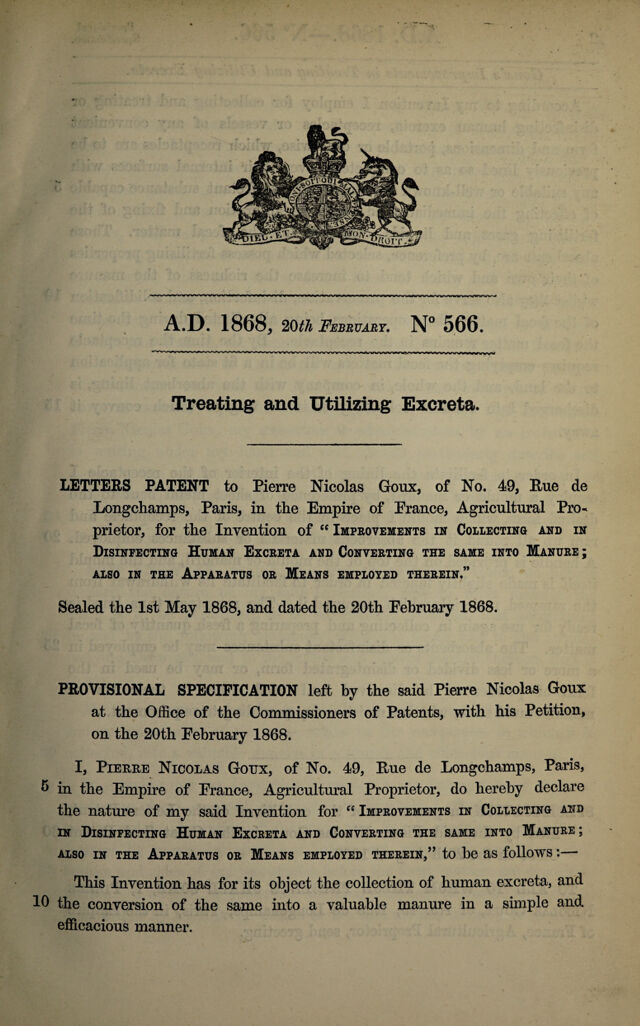 DIEU·ET MON·DROIT
A.D. 1868, 20th February. N° 566.
Treating and Utilizing Excreta.
LETTERS PATENT to Pierre Nicolas Goux, of No. 49, Rue de
Longchamps, Paris, in the Empire of France, Agricultural Pro-
prietor, for the Invention of “ Improvements in Collecting and in
Disinfecting Human Excreta and Converting the same into Manure ;
also in the Apparatus or Means employed therein.”
Sealed the 1st May 1868, and dated the 20th February 1868.
PROVISIONAL SPECIFICATION left by the said Pierre Nicolas Goux
at the Office of the Commissioners of Patents, with his Petition,
on the 20th February 1868.
I, Pierre Nicolas Goux, of No. 49, Rue de Longchamps, Paris,
5 in the Empire of France, Agricultural Proprietor, do hereby declare
the nature of my said Invention for “ Improvements in Collecting and
in Disinfecting Human Excreta and Converting the same into Manure ;
also in the Apparatus or Means employed therein,” to be as follows :—
This Invention has for its object the collection of human excreta, and
10 the conversion of the same into a valuable manure in a simple and
efficacious manner.